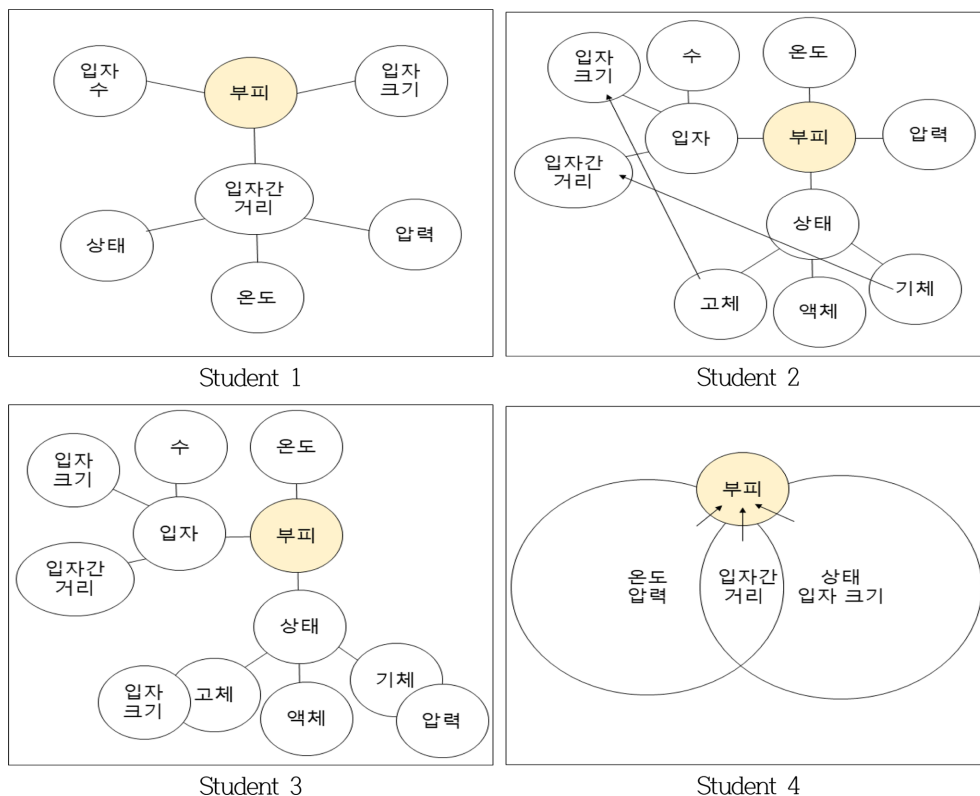 입자
수
부피
입자
크기
입자간
거리
상태
압력
온도
Student 1
입자
크기
수
온도
입자
부피
압력
입자간
거리
상태
고체
액체
기체
Student 2
입자
크기
수
온도
입자
부피
입자간
거리
상태
입자
크기
고체
액체
기체
압력
Student 3
부피
온도
압력
입자간
거리
상태
입자 크기
Student 4